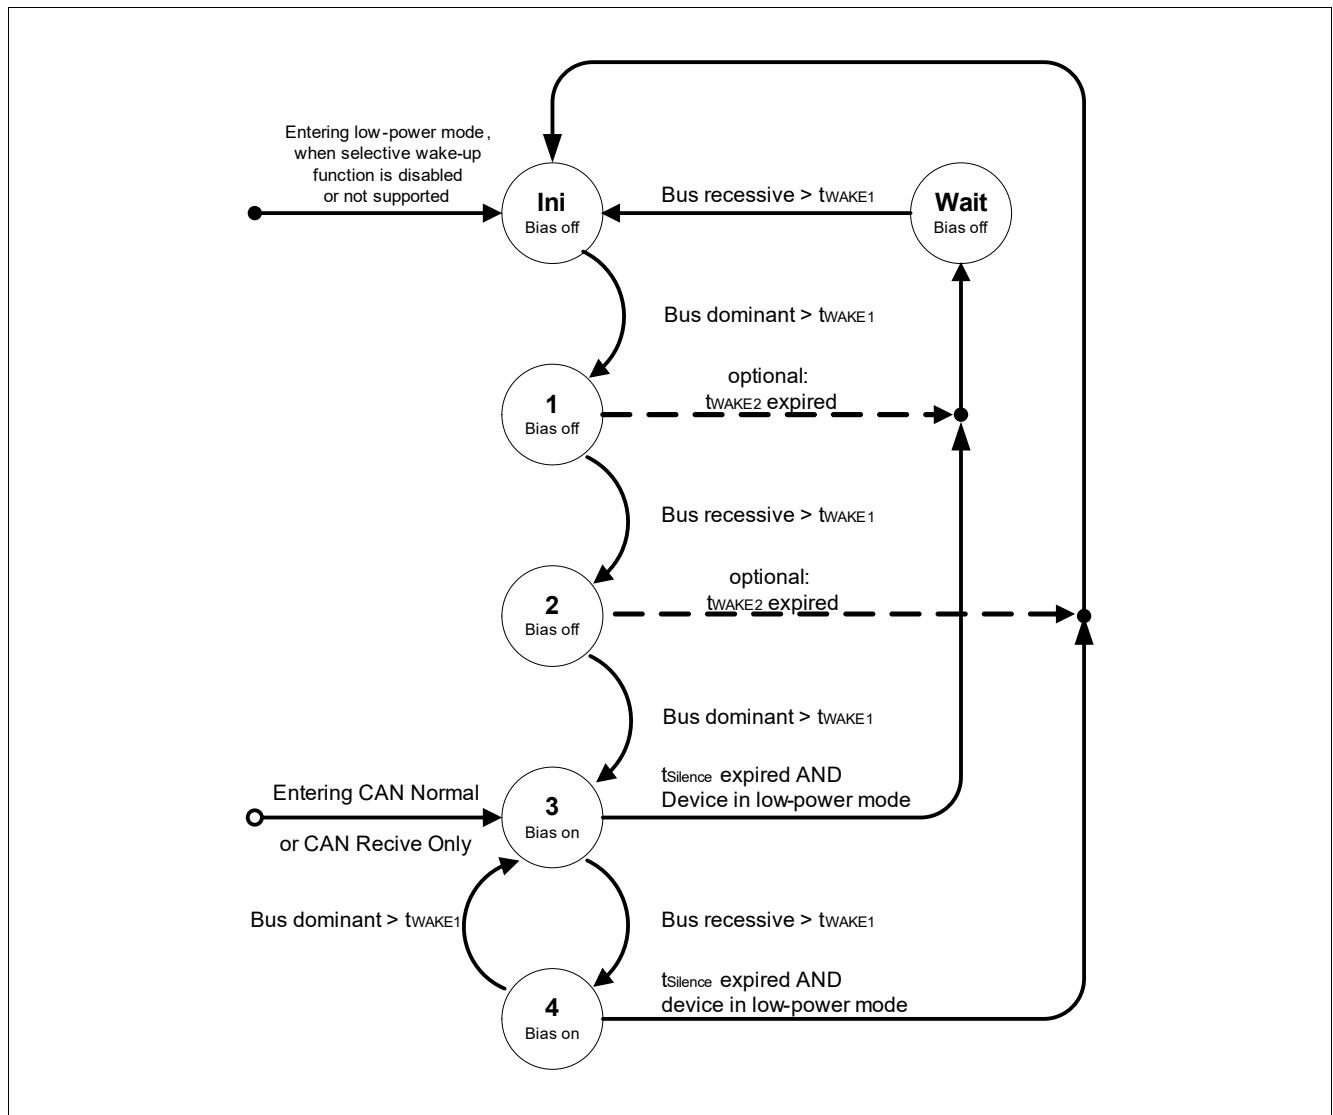 Entering low-power mode,
when selective wake-up
function is disabled
or not supported
Ini
Bias off
Bus recessive > tWAKE1
Wait
Bias off
Bus dominant > tWAKE1
1
Bias off
optional:
tWAKE2 expired
Bus recessive > tWAKE1
2
Bias off
optional:
tWAKE2 expired
Bus dominant > tWAKE1
Entering CAN Normal
or CAN Recive Only
3
Bias on
tSilence expired AND
Device in low-power mode
Bus dominant > tWAKE1
Bus recessive > tWAKE1
4
Bias on
tSilence expired AND
device in low-power mode